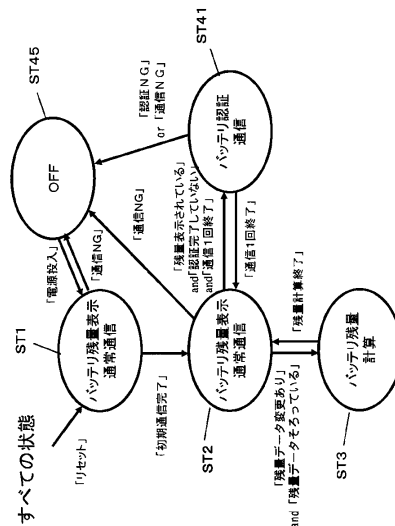 すべての状態
「リセット」
ST1
バッテリ残量表示
通常通信
「電源投入」
「通信NG」
ST45
OFF
「通信NG」
「認証NG」
or「通信NG」
「初期通信完了」
ST2
バッテリ残量表示
通常通信
「残量表示されている」
and「認証完了していない」
and「通信1回終了」
「通信1回終了」
ST41
バッテリ認証
通信
「残量データ変更あり」
and「残量データそろっている」
「残量計算終了」
ST3
バッテリ残量
計算